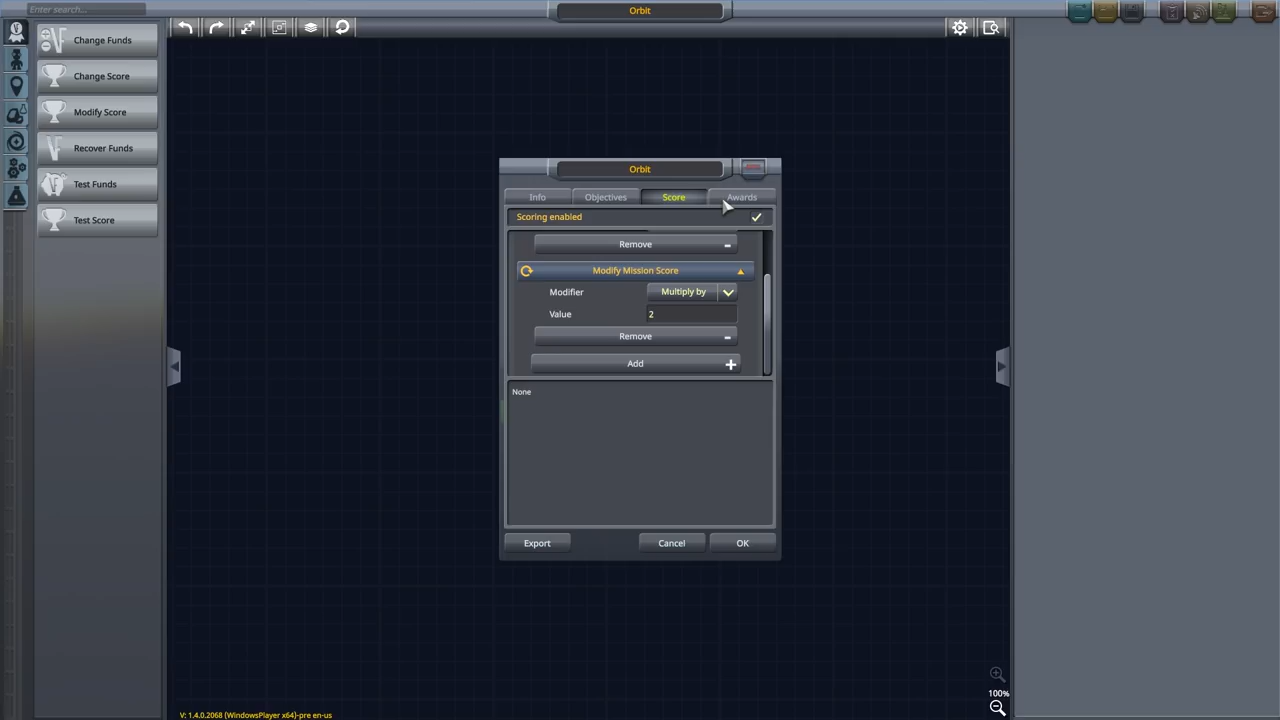 Enter search...
Orbit
Change Funds
Change Score
Modify Score
Recover Funds
Test Funds
Test Score
Orbit
Info Objectives Score Awards
Scoring enabled
Remove
Modify Mission Score
Modifier Multiply by
Value 2
Remove
Add
None
Export Cancel OK
100%
V: 1.4.0.2068 (WindowsPlayer x64)-pre en-us